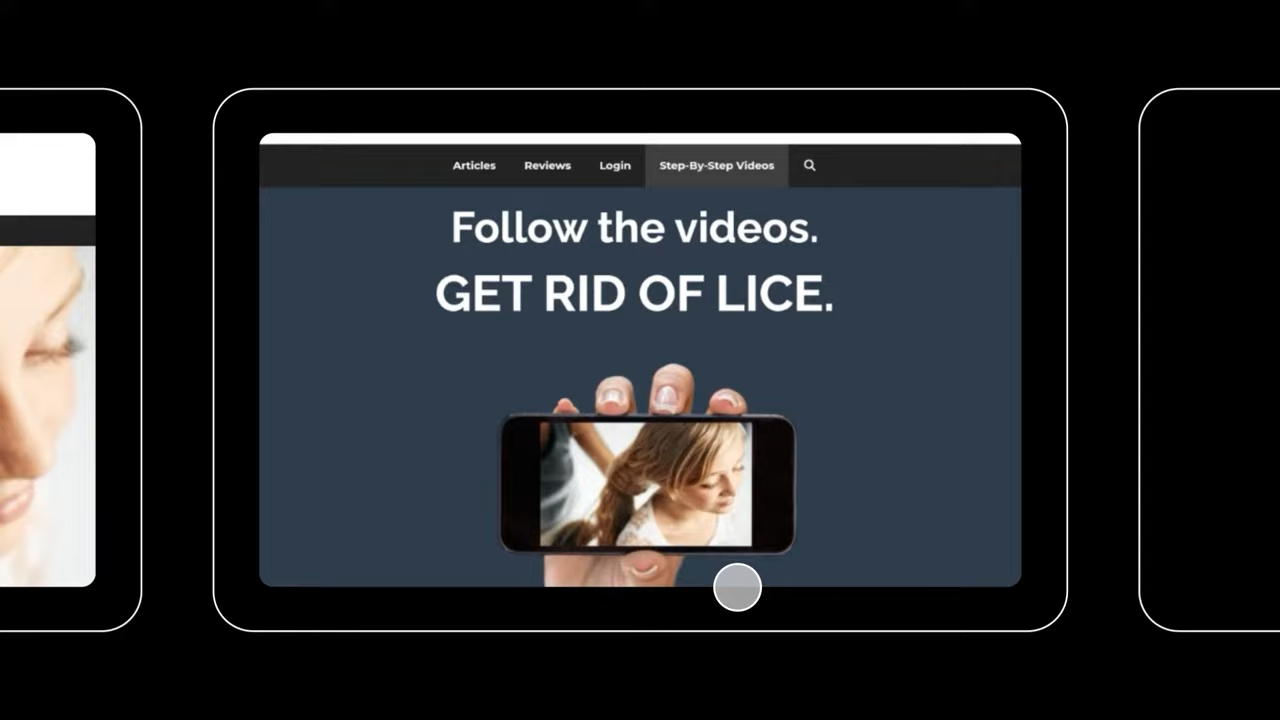 Articles Reviews Login Step-By-Step Videos
Follow the videos.
GET RID OF LICE.